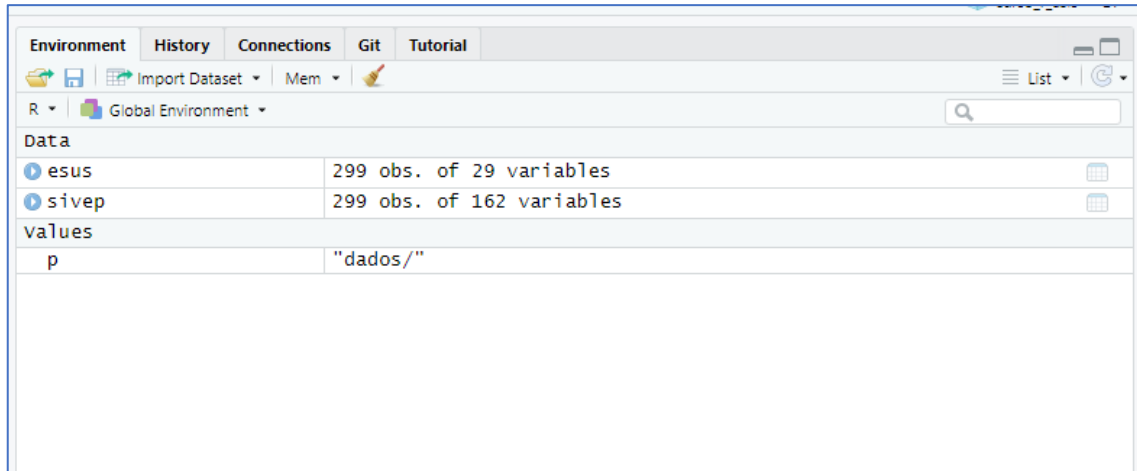 Environment History Connections Git Tutorial
Import Dataset Mem List
R Global Environment
Data
esus 299 obs. of 29 variables
sivep 299 obs. of 162 variables
Values
p "dados/"